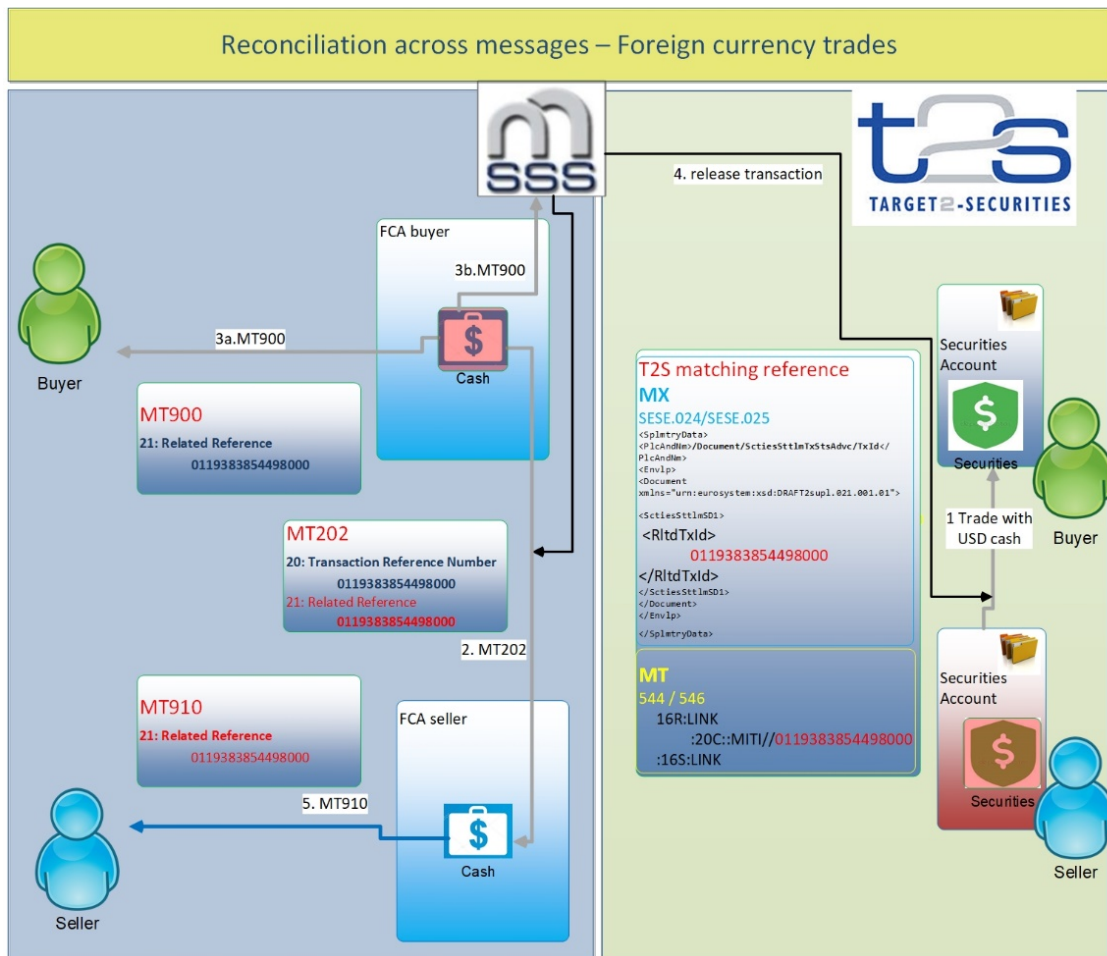 Reconciliation across messages – Foreign currency trades
SSS
t2s
TARGET2-SECURITIES
4. release transaction
FCA buyer
3b.MT900
3a.MT900
Cash
Buyer
MT900
21: Related Reference
0119383854498000
MT202
20: Transaction Reference Number
0119383854498000
21: Related Reference
0119383854498000
2. MT202
MT910
21: Related Reference
0119383854498000
5. MT910
FCA seller
Cash
Seller
T2S matching reference
MX
SESE.024/SESE.025
<SplmtryData>
<PlcAndNm>/Document/SctiesSttlmTxStsAdvc/TxId</
PlcAndNm>
<Envlp>
<Document
xmlns="urn:eurosystem:xsd:DRAFT2supl.021.001.01">
<SctiesSttlmSD1>
<RltdTxId>
0119383854498000
</RltdTxId>
</SctiesSttlmSD1>
</Document>
</Envlp>
</SplmtryData>
MT
544 / 546
16R:LINK
:20C::MITI//0119383854498000
:16S:LINK
Securities
Account
Securities
Buyer
1 Trade with
USD cash
Securities
Account
Securities
Seller